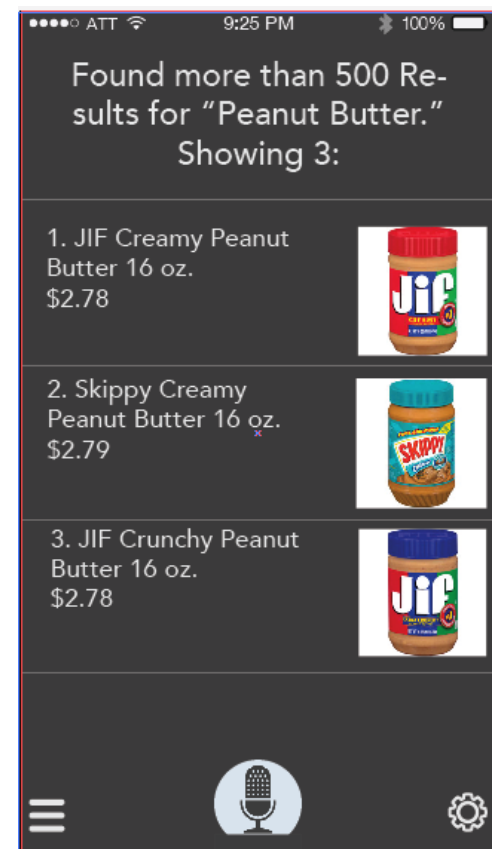 ATT 9:25 PM 100%
Found more than 500 Re-
sults for “Peanut Butter.”
Showing 3:
1. JIF Creamy Peanut
Butter 16 oz.
$2.78
Jif
CREAMY
2. Skippy Creamy
Peanut Butter 16 oz.
$2.79
SKIPPY
3. JIF Crunchy Peanut
Butter 16 oz.
$2.78
Jif